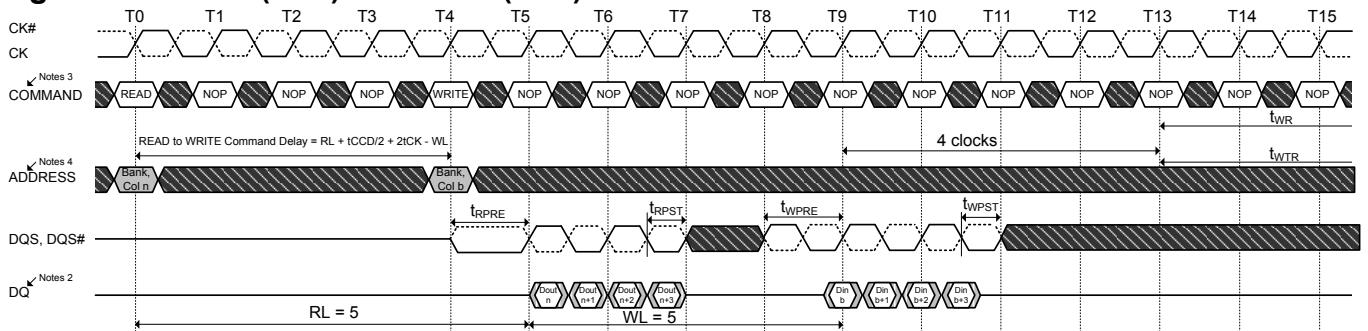 T0 T1 T2 T3 T4 T5 T6 T7 T8 T9 T10 T11 T12 T13 T14 T15
CK#
CK
Notes 3
COMMAND READ NOP NOP NOP WRITE NOP NOP NOP NOP NOP NOP NOP NOP NOP NOP NOP
tWR
READ to WRITE Command Delay = RL + tCCD/2 + 2tCK - WL
4 clocks
Notes 4
ADDRESS
Bank, Col n
Bank, Col b
tWTR
tRPRE tRPST tWPRE tWPST
DQS, DQS#
Notes 2
DQ
Dout n
Dout n+1
Dout n+2
Dout n+3
Din b
Din b+1
Din b+2
Din b+3
RL = 5
WL = 5